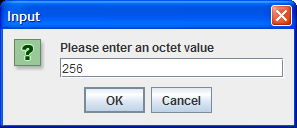 Input
?
Please enter an octet value
256
OK Cancel